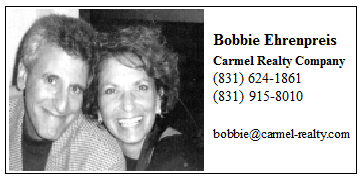 Bobbie Ehrenpreis
Carmel Realty Company
(831) 624-1861
(831) 915-8010
bobbie@carmel-realty.com